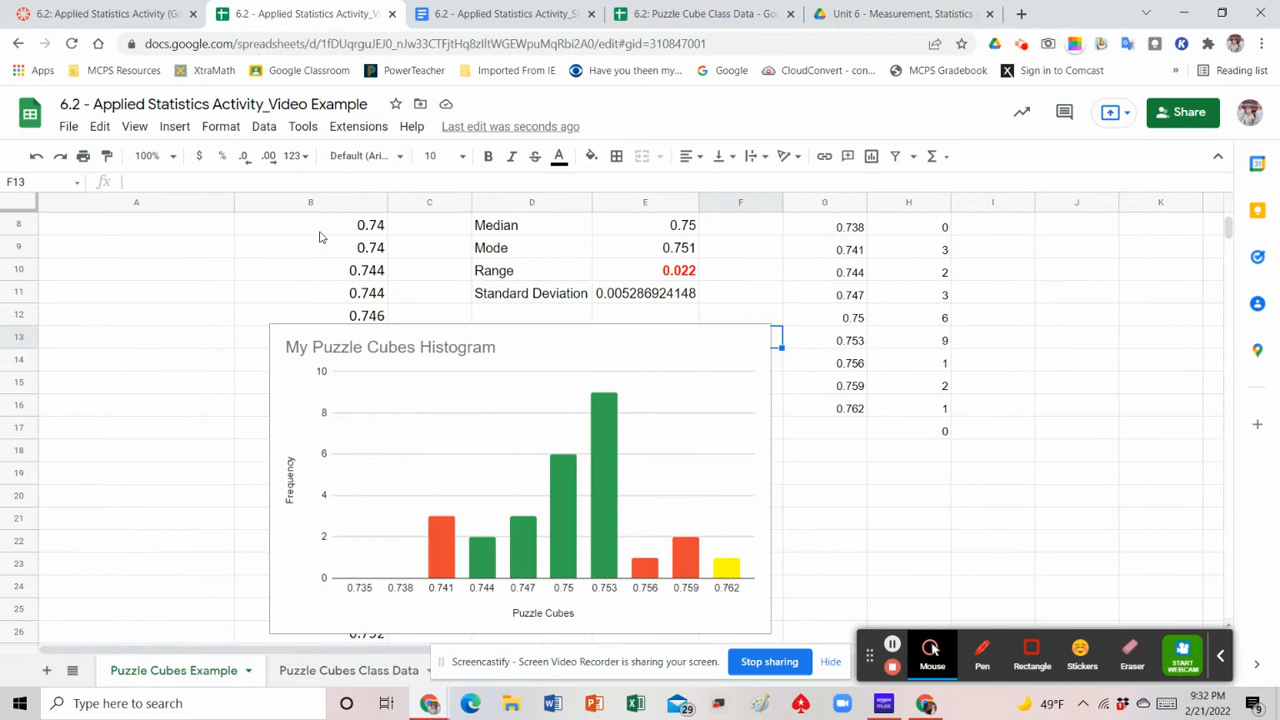 6.2: Applied Statistics Activity (G
6.2 - Applied Statistics Activity_Vi
6.2 - Applied Statistics Activity_S
6.2: Puzzle Cube Class Data - Goo
Unit 6 - Measurement, Statistics
docs.google.com/spreadsheets/d/1fDUqrguJEJ0_nJw33CTFjtHq8zIltWGEWpxMqRbi2A0/edit#gid=310847001
Apps MCPS Resources XtraMath Google Classroom PowerTeacher Imported From IE Have you theen my... Google CloudConvert - con... MCPS Gradebook Sign in to Comcast » Reading list
6.2 - Applied Statistics Activity_Video Example
Share
File Edit View Insert Format Data Tools Extensions Help Last edit was seconds ago
100% $ % .0 .00 123 Default (Ari... 10 B I S A Σ
F13 fx
A B C D E F G H I J K
8 0.74 Median 0.75 0.738 0
9 0.74 Mode 0.751 0.741 3
10 0.744 Range 0.022 0.744 2
11 0.744 Standard Deviation 0.005286924148 0.747 3
12 0.746 0.75 6
13 0.753 9
14 0.756 1
15 0.759 2
16 0.762 1
17 0
18
19
20
21
22
23
24
25
26 0.752
My Puzzle Cubes Histogram
10
8
6
4
2
0
Frequency
0.735 0.738 0.741 0.744 0.747 0.75 0.753 0.756 0.759 0.762
Puzzle Cubes
Mouse Pen Rectangle Stickers Eraser START WEBCAM
Puzzle Cubes Example Puzzle Cubes Class Data
Screencastify - Screen Video Recorder is sharing your screen. Stop sharing Hide
Type here to search
29
49°F
9:32 PM
2/21/2022
9